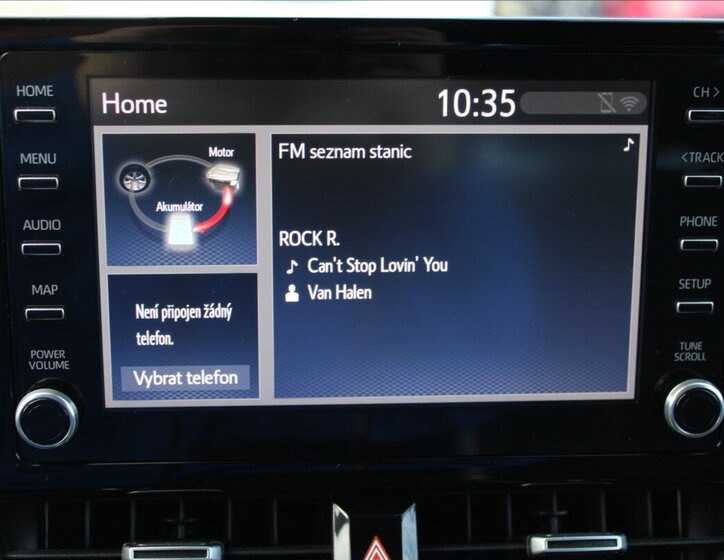 HOME
MENU
AUDIO
MAP
POWER
VOLUME
Home
10:35
Motor
Akumulátor
Není připojen žádný
telefon.
Vybrat telefon
FM seznam stanic
ROCK R.
Can't Stop Lovin' You
Van Halen
CH >
< TRACK
PHONE
SETUP
TUNE
SCROLL